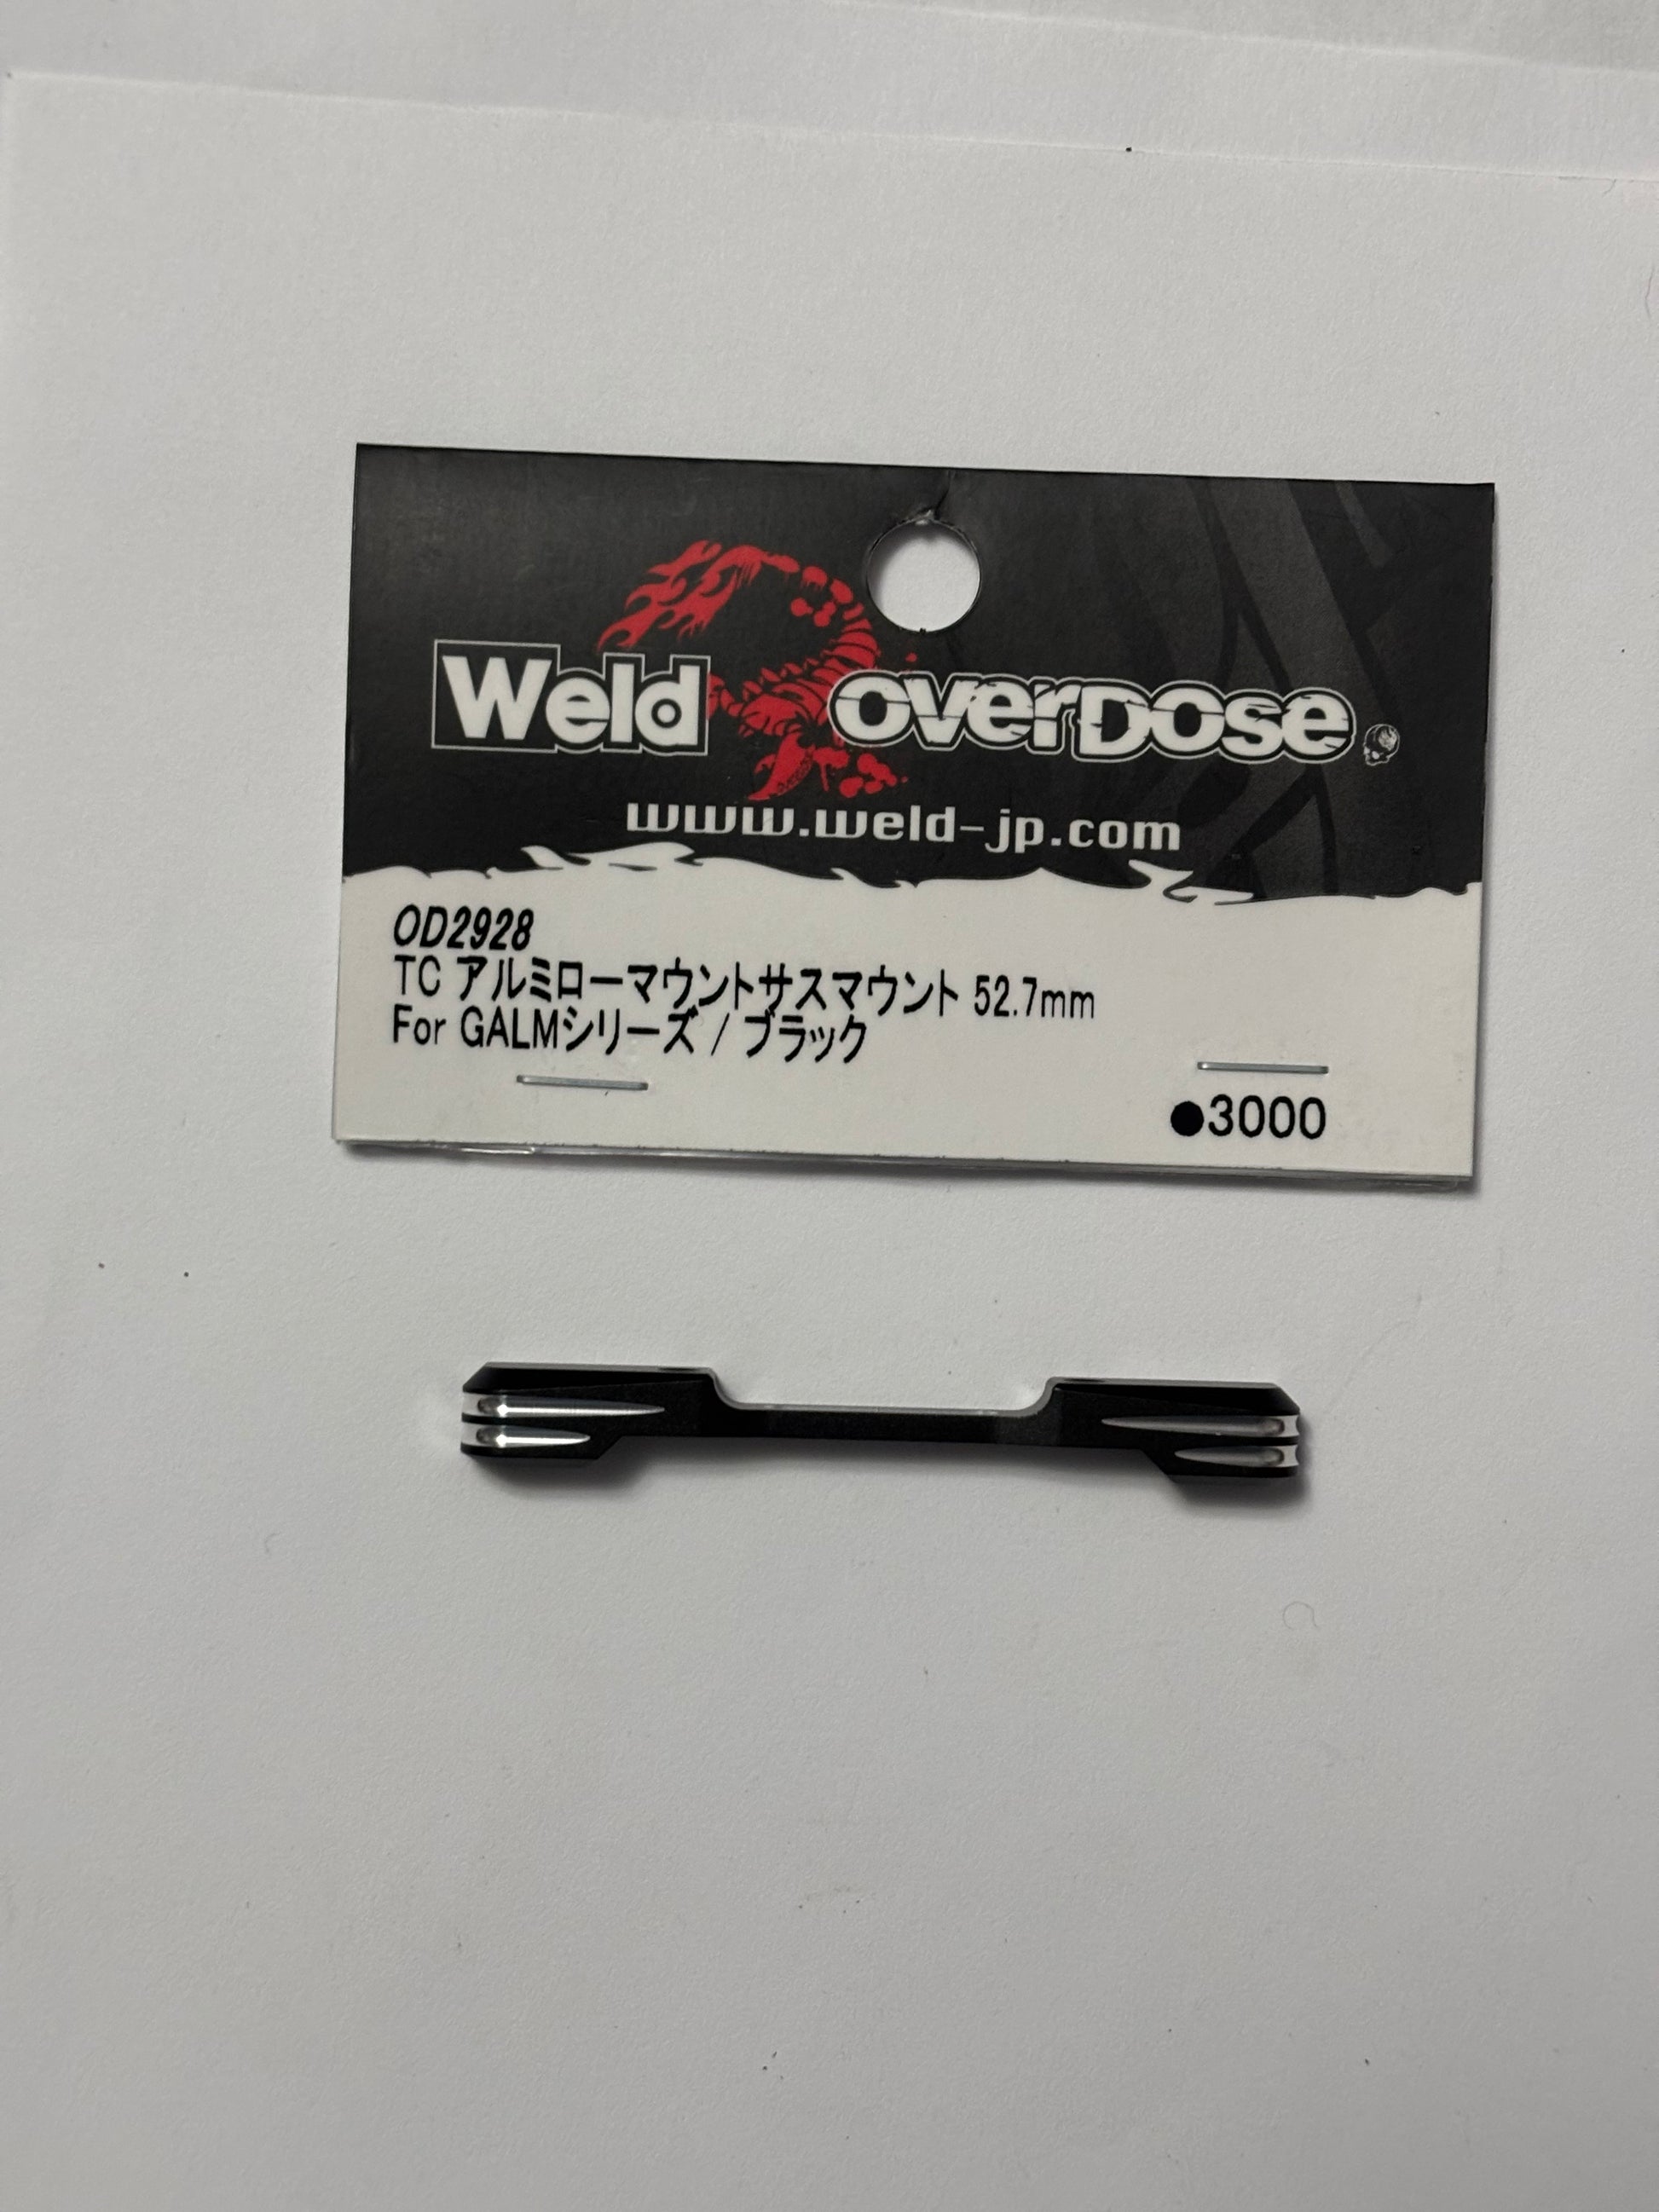 Weld OVERDOSE
www.weld-jp.com
OD2928
TC アルミローマウントサスマウント 52.7mm
For GALMシリーズ / ブラック
●3000